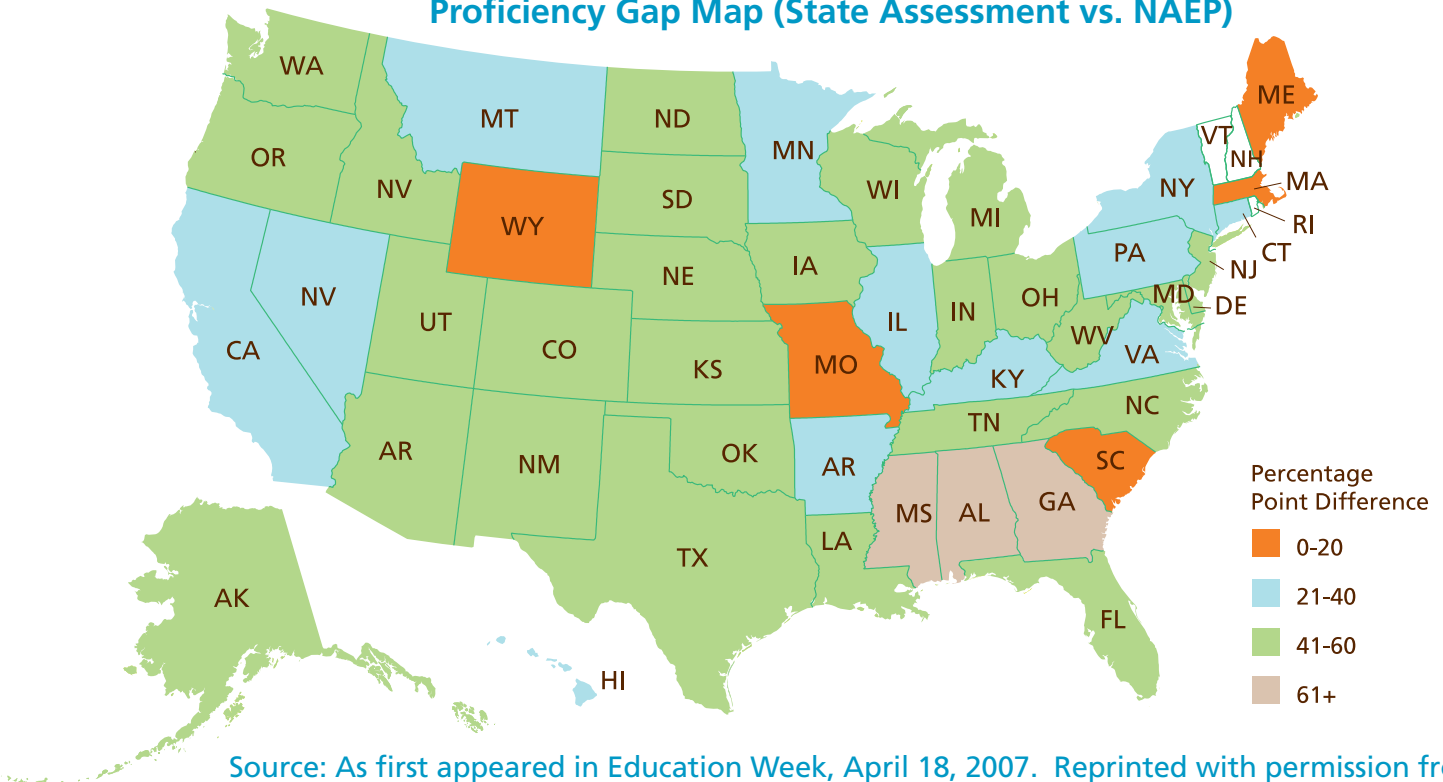 Proficiency Gap Map (State Assessment vs. NAEP)
WA
MT
ND
MN
ME
VT
NH
OR
NV
WY
SD
WI
MI
NY
MA
RI
CT
NJ
PA
MD
DE
NE
IA
IL
IN
OH
WV
VA
NV
CA
UT
CO
KS
MO
KY
NC
TN
AR
NM
OK
AR
SC
MS
AL
GA
LA
TX
FL
AK
HI
Percentage
Point Difference
0-20
21-40
41-60
61+
Source: As first appeared in Education Week, April 18, 2007. Reprinted with permission fr